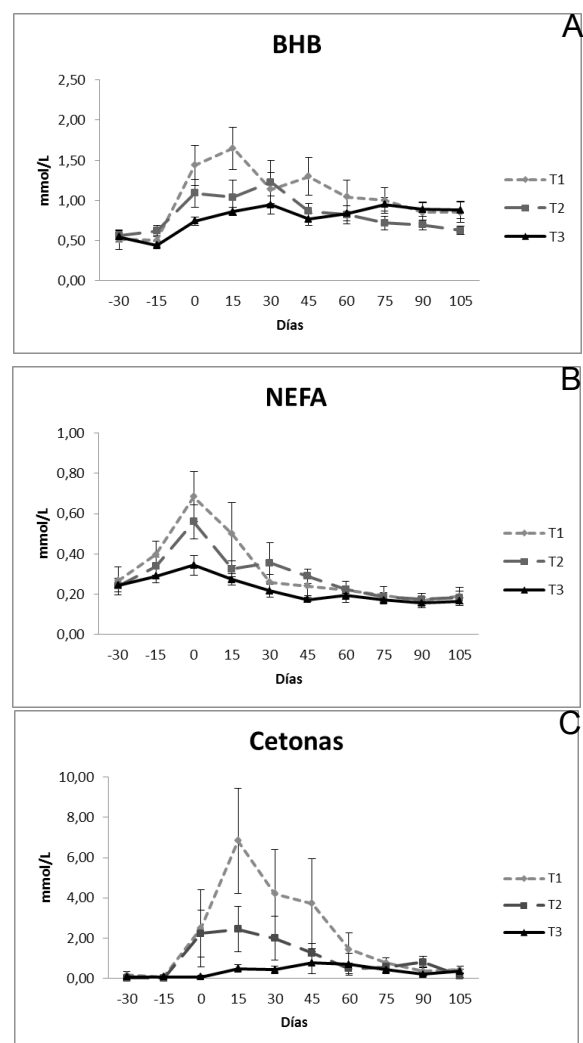 A
BHB
2,50
2,00
1,50
1,00
0,50
0,00
mmol/L
-30 -15 0 15 30 45 60 75 90 105
Días
T1
T2
T3
B
NEFA
1,00
0,80
0,60
0,40
0,20
0,00
mmol/L
-30 -15 0 15 30 45 60 75 90 105
Días
T1
T2
T3
C
Cetonas
10,00
8,00
6,00
4,00
2,00
0,00
mmol/L
-30 -15 0 15 30 45 60 75 90 105
Días
T1
T2
T3